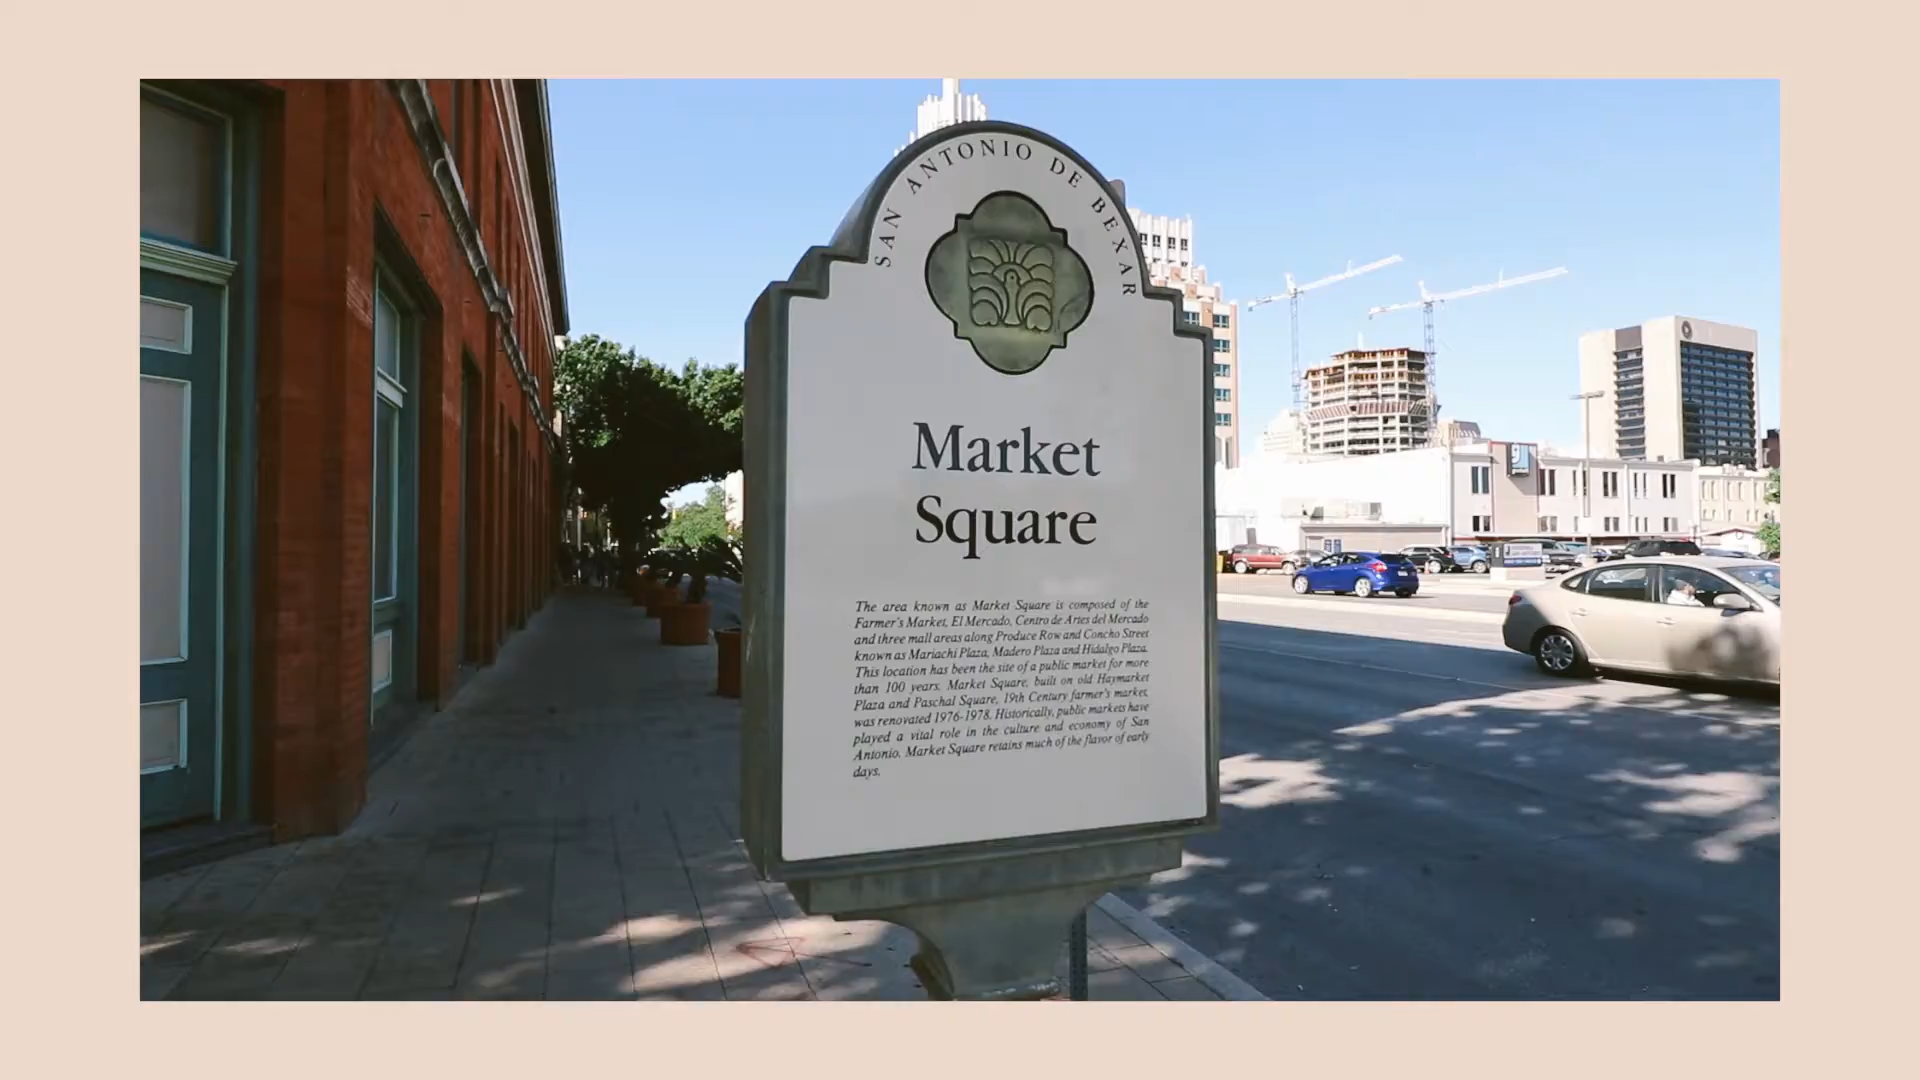 SAN ANTONIO DE BEXAR
Market
Square
The area known as Market Square is composed of the
Farmer's Market, El Mercado, Centro de Artes del Mercado
and three mall areas along Produce Row and Concho Street
known as Mariachi Plaza, Madero Plaza and Hidalgo Plaza.
This location has been the site of a public market for more
than 100 years. Market Square, built on old Haymarket
Plaza and Paschal Square, 19th Century farmer's market,
was renovated 1976-1978. Historically, public markets have
played a vital role in the culture and economy of San
Antonio. Market Square retains much of the flavor of early
days.